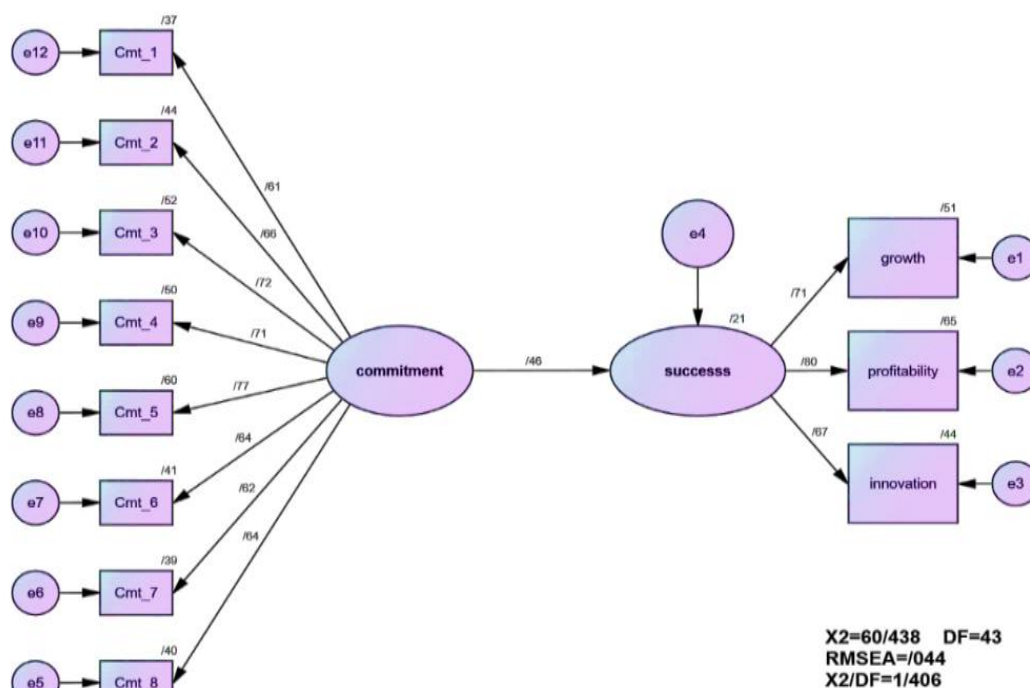 /37
e12 Cmt_1
/44
e11 Cmt_2
/61
/52
e10 Cmt_3
/66
/72
/50
e9 Cmt_4
/71
/60
e8 Cmt_5
/77
/41
e7 Cmt_6
/64
/39
e6 Cmt_7
/62
/40
e5 Cmt_8
/64
commitment
/46
e4
/21
successs
/71
/51
growth e1
/80
/65
profitability e2
/67
/44
innovation e3
X2=60/438 DF=43
RMSEA=/044
X2/DF=1/406